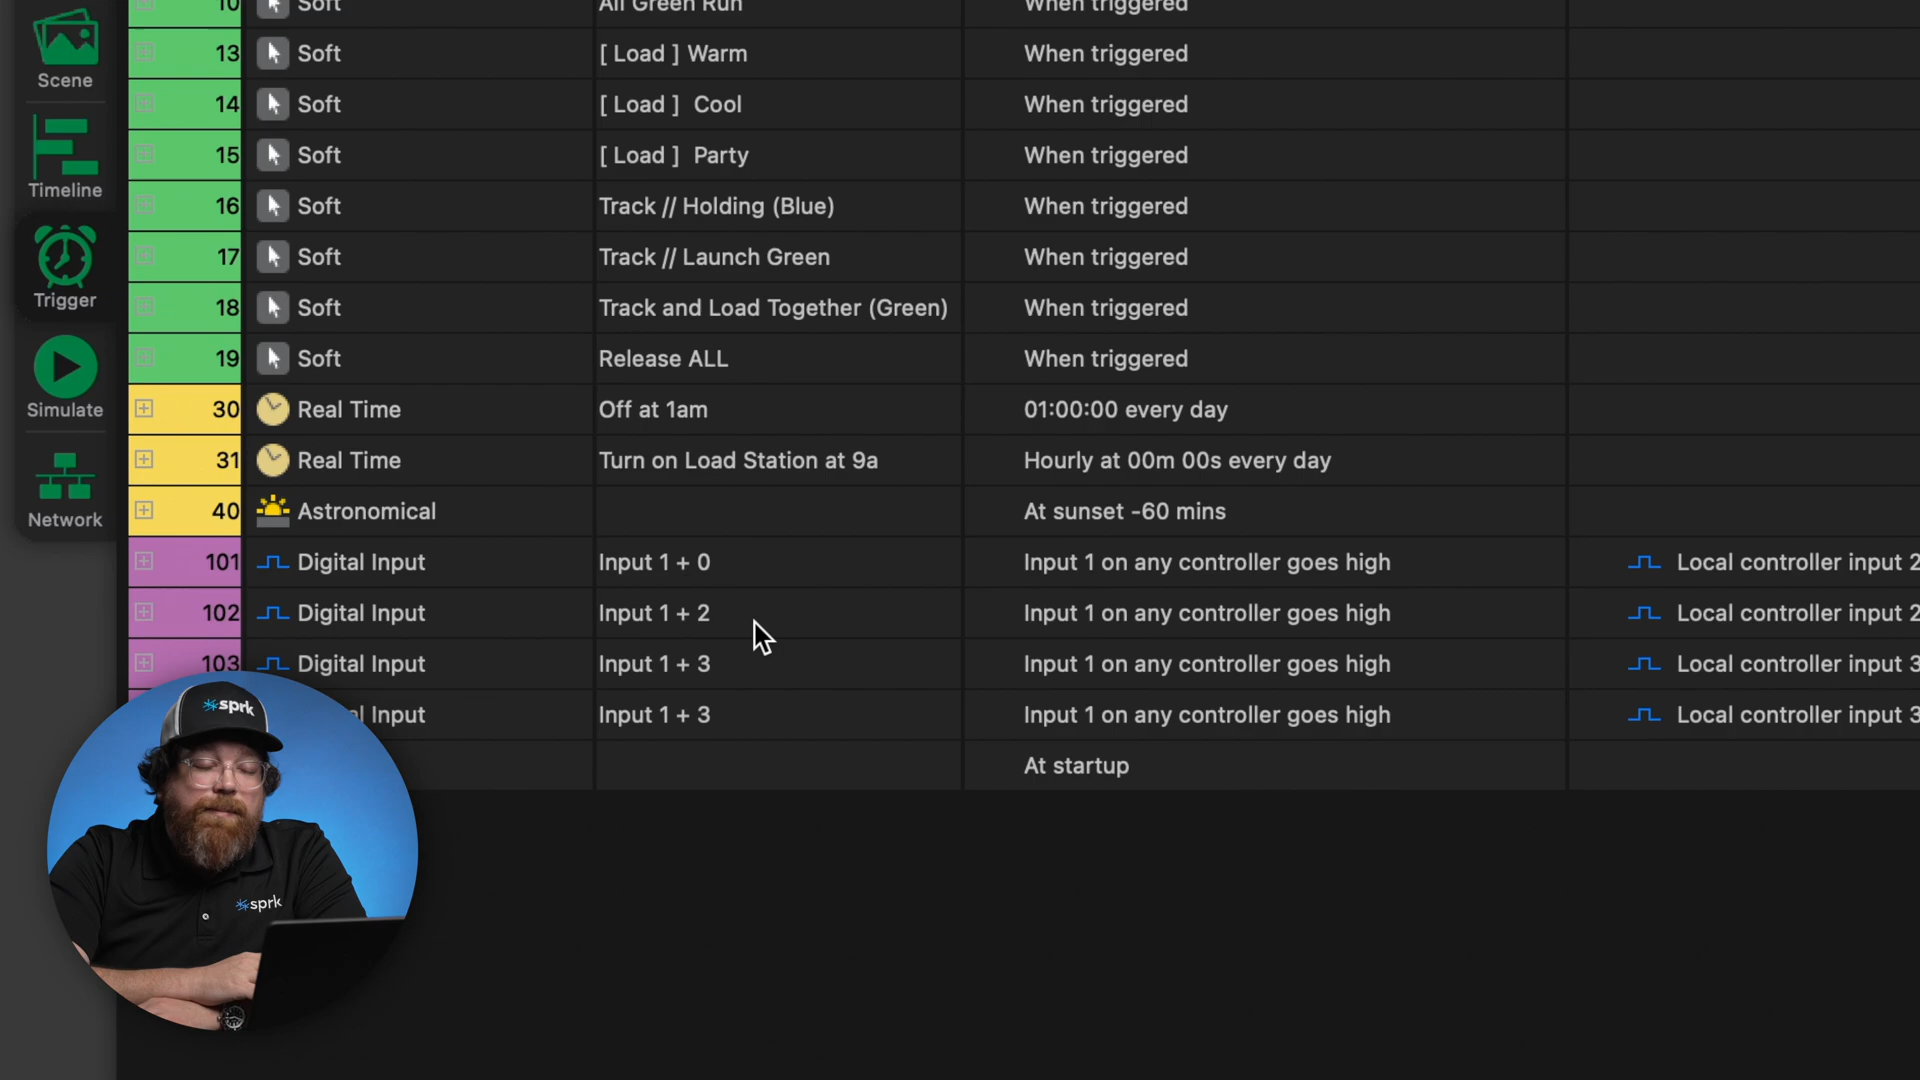 10 Soft All Green Run When triggered
Scene
13 Soft [ Load ] Warm When triggered
14 Soft [ Load ] Cool When triggered
15 Soft [ Load ] Party When triggered
Timeline
16 Soft Track // Holding (Blue) When triggered
17 Soft Track // Launch Green When triggered
Trigger
18 Soft Track and Load Together (Green) When triggered
19 Soft Release ALL When triggered
Simulate
30 Real Time Off at 1am 01:00:00 every day
31 Real Time Turn on Load Station at 9a Hourly at 00m 00s every day
Network
40 Astronomical At sunset -60 mins
101 Digital Input Input 1 + 0 Input 1 on any controller goes high Local controller input 2
102 Digital Input Input 1 + 2 Input 1 on any controller goes high Local controller input 2
103 Digital Input Input 1 + 3 Input 1 on any controller goes high Local controller input 3
l Input Input 1 + 3 Input 1 on any controller goes high Local controller input 3
At startup
sprk
sprk